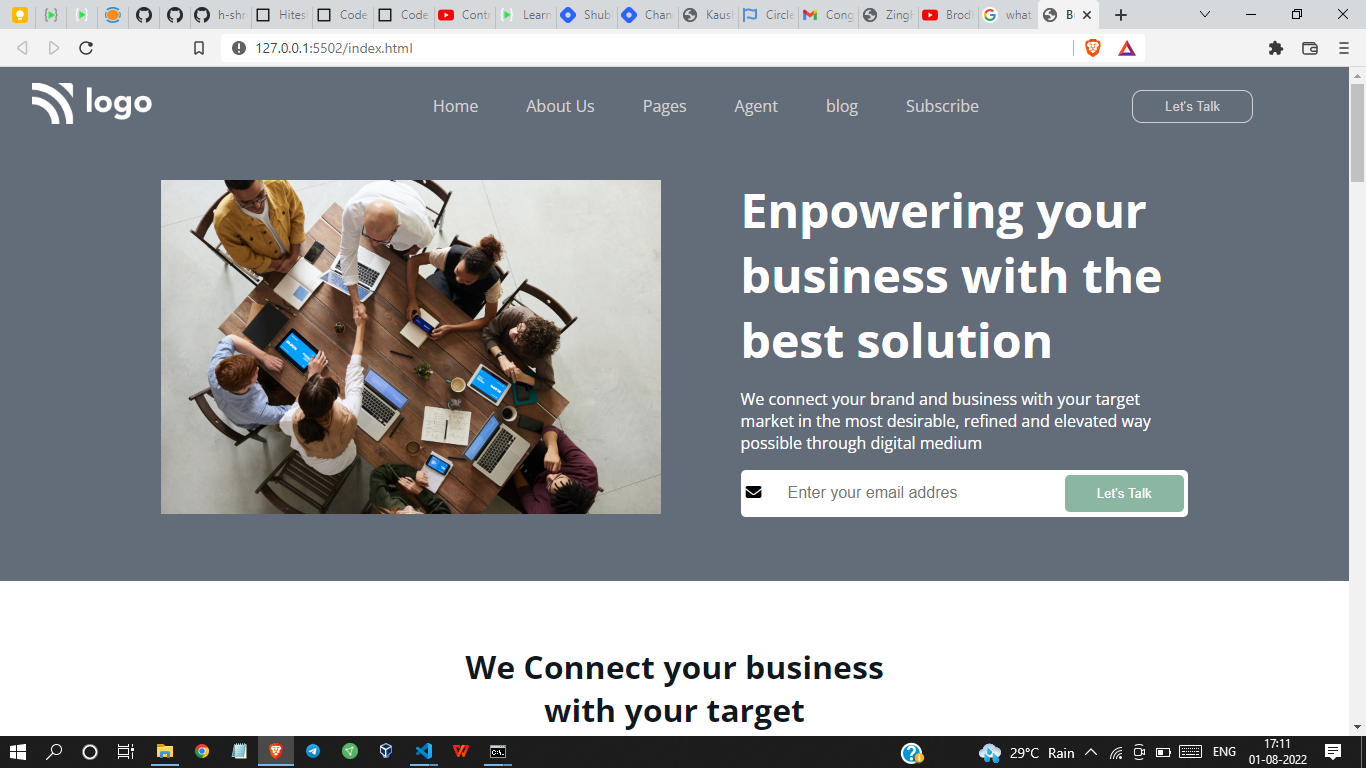 h-shr
Hites
Code
Code
Cont
Learn
Shub
Chan
Kaus
Circle
Cong
Zing
Brod
what
B
127.0.0.1:5502/index.html
logo
Home About Us Pages Agent blog Subscribe
Let's Talk
Enpowering your
business with the
best solution
We connect your brand and business with your target
market in the most desirable, refined and elevated way
possible through digital medium
Enter your email addres
Let's Talk
We Connect your business
with your target
29°C Rain
ENG
17:11
01-08-2022